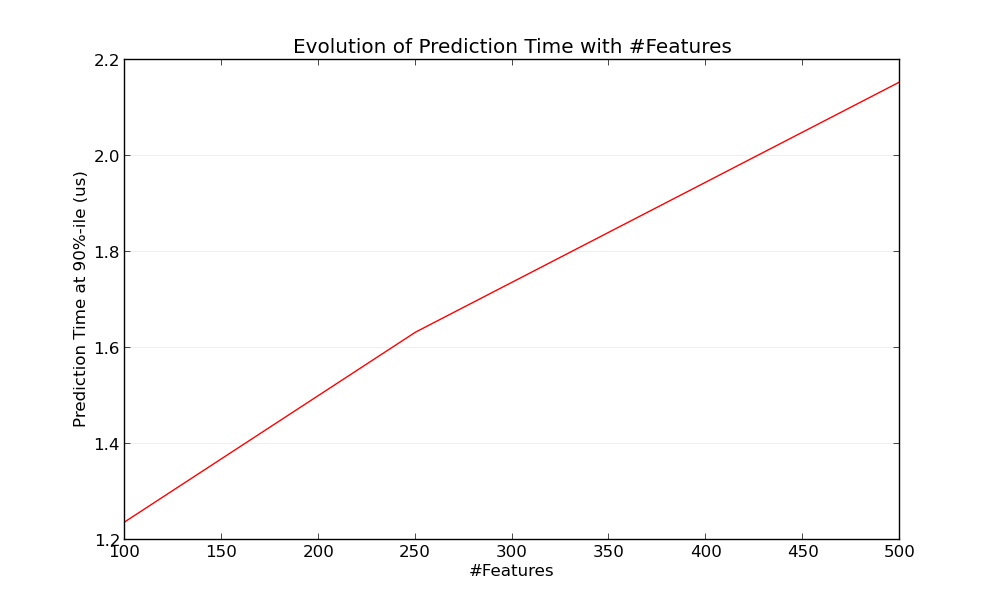 Evolution of Prediction Time with #Features
Prediction Time at 90%-ile (us)
2.2
2.0
1.8
1.6
1.4
1.2
100 150 200 250 300 350 400 450 500
#Features